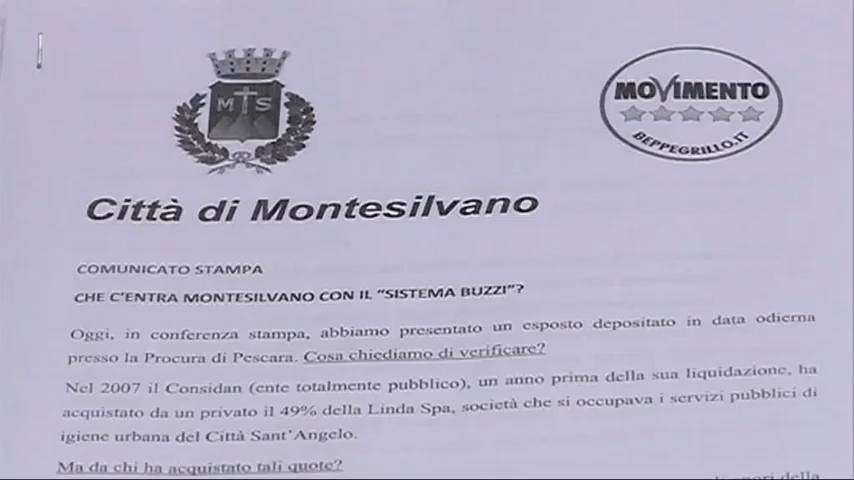 M S
MOVIMENTO
BEPPEGRILLO.IT
Città di Montesilvano
COMUNICATO STAMPA
CHE C'ENTRA MONTESILVANO CON IL "SISTEMA BUZZI"?
Oggi, in conferenza stampa, abbiamo presentato un esposto depositato in data odierna
presso la Procura di Pescara. Cosa chiediamo di verificare?
Nel 2007 il Considan (ente totalmente pubblico), un anno prima della sua liquidazione, ha
acquistato da un privato il 49% della Linda Spa, società che si occupava i servizi pubblici di
igiene urbana del Città Sant'Angelo.
Ma da chi ha acquistato tali quote?
della